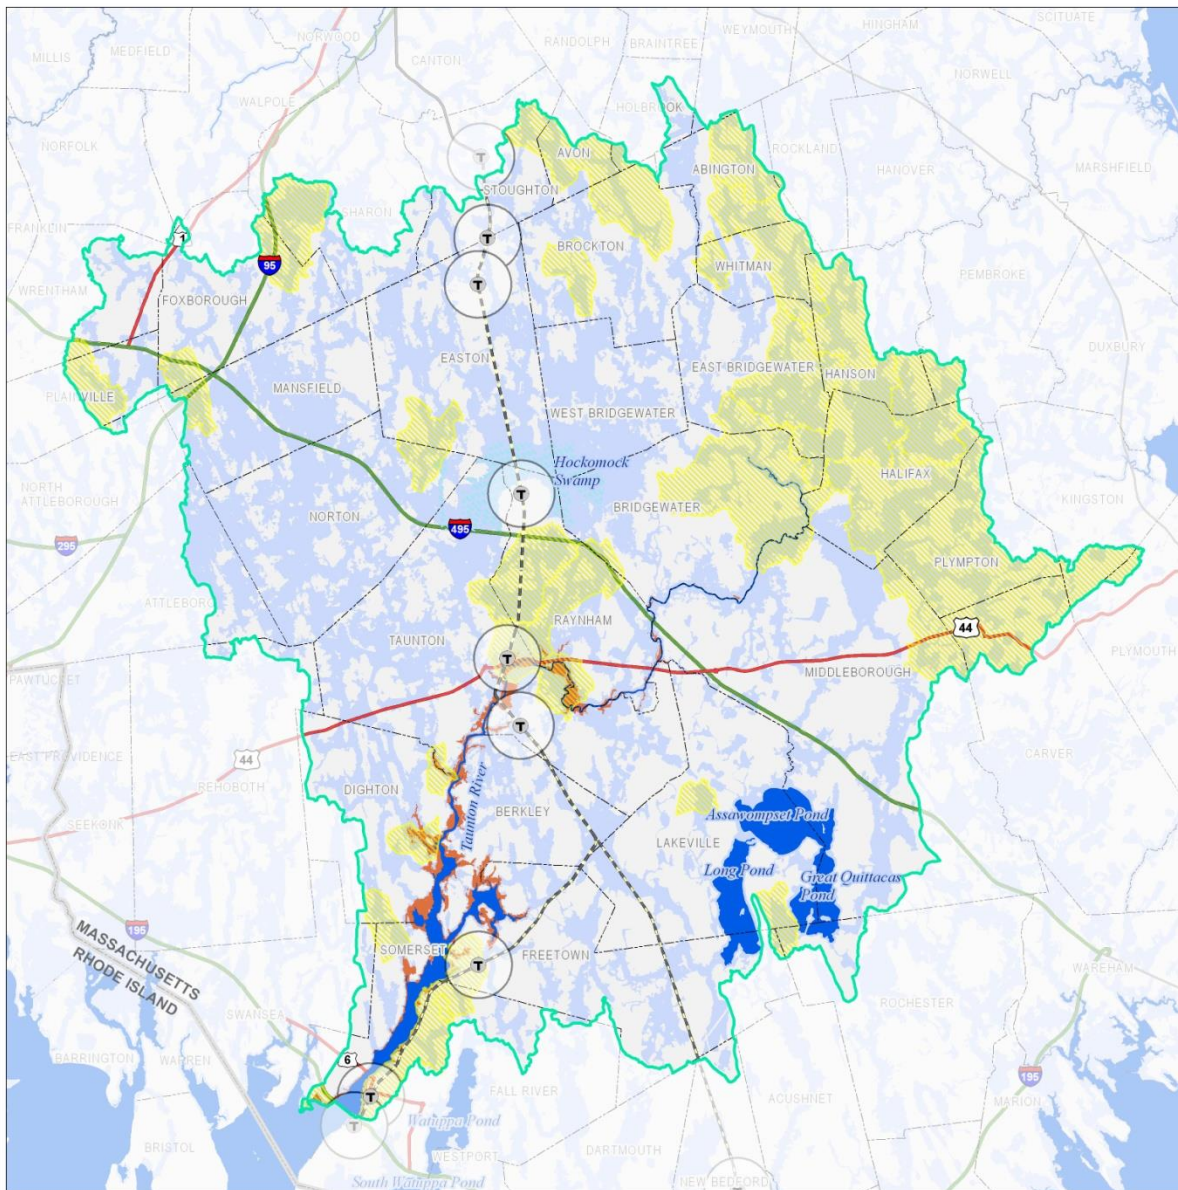 SCITUATE
HINGHAM
WEYMOUTH
NORWOOD
MEDFIELD
MILLIS
CANTON
RANDOLPH
BRAINTREE
NORWELL
WALPOLE
HOLBROOK
NORFOLK
AVON
ROCKLAND
T
ABINGTON
HANOVER
MARSHFIELD
STOUGHTON
SHARON
FRANKLIN
1
T
BROCKTON
95
WHITMAN
PEMBROKE
T
WRENTHAM
FOXBOROUGH
DUXBURY
EASTON
EAST BRIDGEWATER
HANSON
MANSFIELD
PLAINVILLE
WEST BRIDGEWATER
Hockomock
Swamp
HALIFAX
NORTH
ATTLEBOROUGH
T
KINGSTON
BRIDGEWATER
NORTON
495
295
PLYMPTON
ATTLEBORO
RAYNHAM
44
TAUNTON
PLYMOUTH
T
MIDDLEBOROUGH
PAWTUCKET
T
CARVER
EAST PROVIDENCE
44
REHOBOTH
DIGHTON
Taunton River
BERKLEY
Assawompset Pond
SEEKONK
LAKEVILLE
Long Pond
Great Quittacas
Pond
195
MASSACHUSETTS
RHODE ISLAND
SOMERSET
FREETOWN
T
WAREHAM
ROCHESTER
SWANSEA
BARRINGTON
WARREN
6
195
FALL RIVER
T
ACUSHNET
MARION
Watuppa Pond
T
BRISTOL
WESTPORT
DARTMOUTH
South Watuppa Pond
NEW BEDFORD